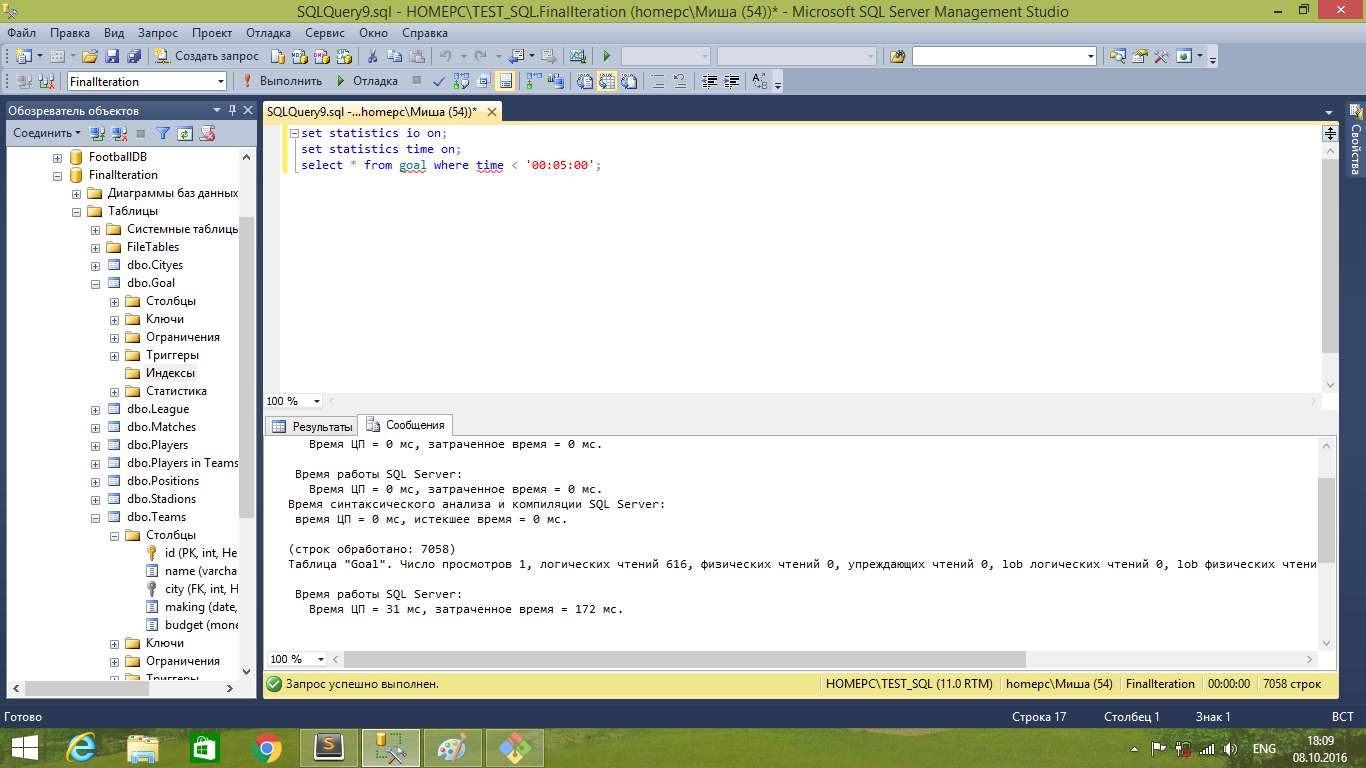 SQLQuery9.sql - HOMEPC\TEST_SQL.FinalIteration (homepc\Миша (54))* - Microsoft SQL Server Management Studio
Файл Правка Вид Запрос Проект Отладка Сервис Окно Справка
Создать запрос
FinalIteration Выполнить Отладка
Обозреватель объектов
Соединить
FootballDB
FinalIteration
Диаграммы баз данных
Таблицы
Системные таблицы
FileTables
dbo.Cityes
dbo.Goal
Столбцы
Ключи
Ограничения
Триггеры
Индексы
Статистика
dbo.League
dbo.Matches
dbo.Players
dbo.Players in Teams
dbo.Positions
dbo.Stadions
dbo.Teams
Столбцы
id (PK, int, Не
name (varcha
city (FK, int, Н
making (date,
budget (mone
Ключи
Ограничения
Триггеры
SQLQuery9.sql -...homepc\Миша (54))*
set statistics io on;
set statistics time on;
select * from goal where time < '00:05:00';
100 %
Результаты Сообщения
Время ЦП = 0 мс, затраченное время = 0 мс.
Время работы SQL Server:
Время ЦП = 0 мс, затраченное время = 0 мс.
Время синтаксического анализа и компиляции SQL Server:
время ЦП = 0 мс, истекшее время = 0 мс.
(строк обработано: 7058)
Таблица "Goal". Число просмотров 1, логических чтений 616, физических чтений 0, упреждающих чтений 0, lob логических чтений 0, lob физических чтени
Время работы SQL Server:
Время ЦП = 31 мс, затраченное время = 172 мс.
100 %
Запрос успешно выполнен. HOMEPC\TEST_SQL (11.0 RTM) homepc\Миша (54) FinalIteration 00:00:00 7058 строк
Свойства
Готово Строка 17 Столбец 1 Знак 1 ВСТ
ENG
18:09
08.10.2016